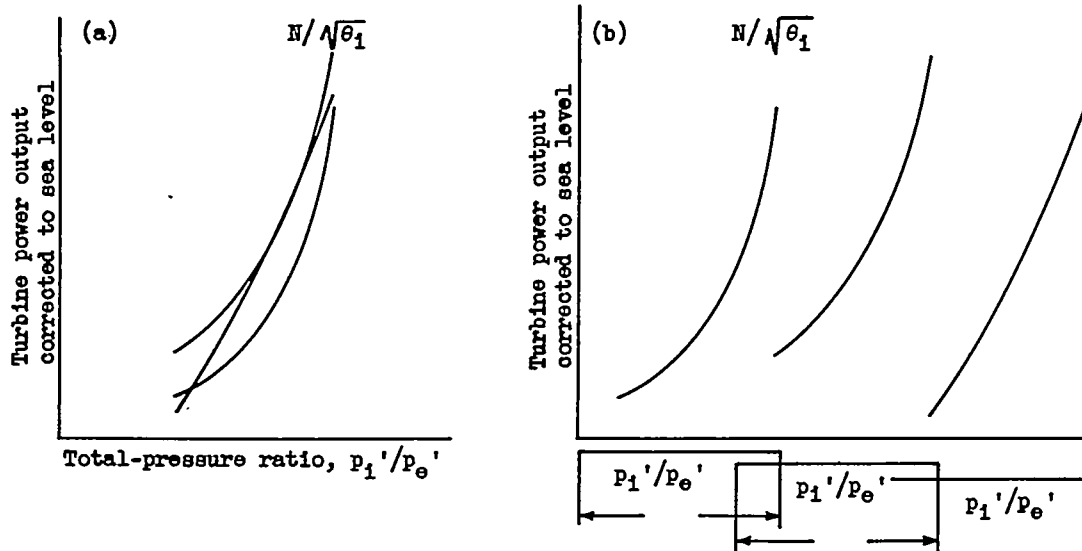 (a)
N/√θ₁
Turbine power output
corrected to sea level
Total-pressure ratio, p₁'/pₑ'
(b)
N/√θ₁
Turbine power output
corrected to sea level
p₁'/pₑ'
p₁'/pₑ'
p₁'/pₑ'